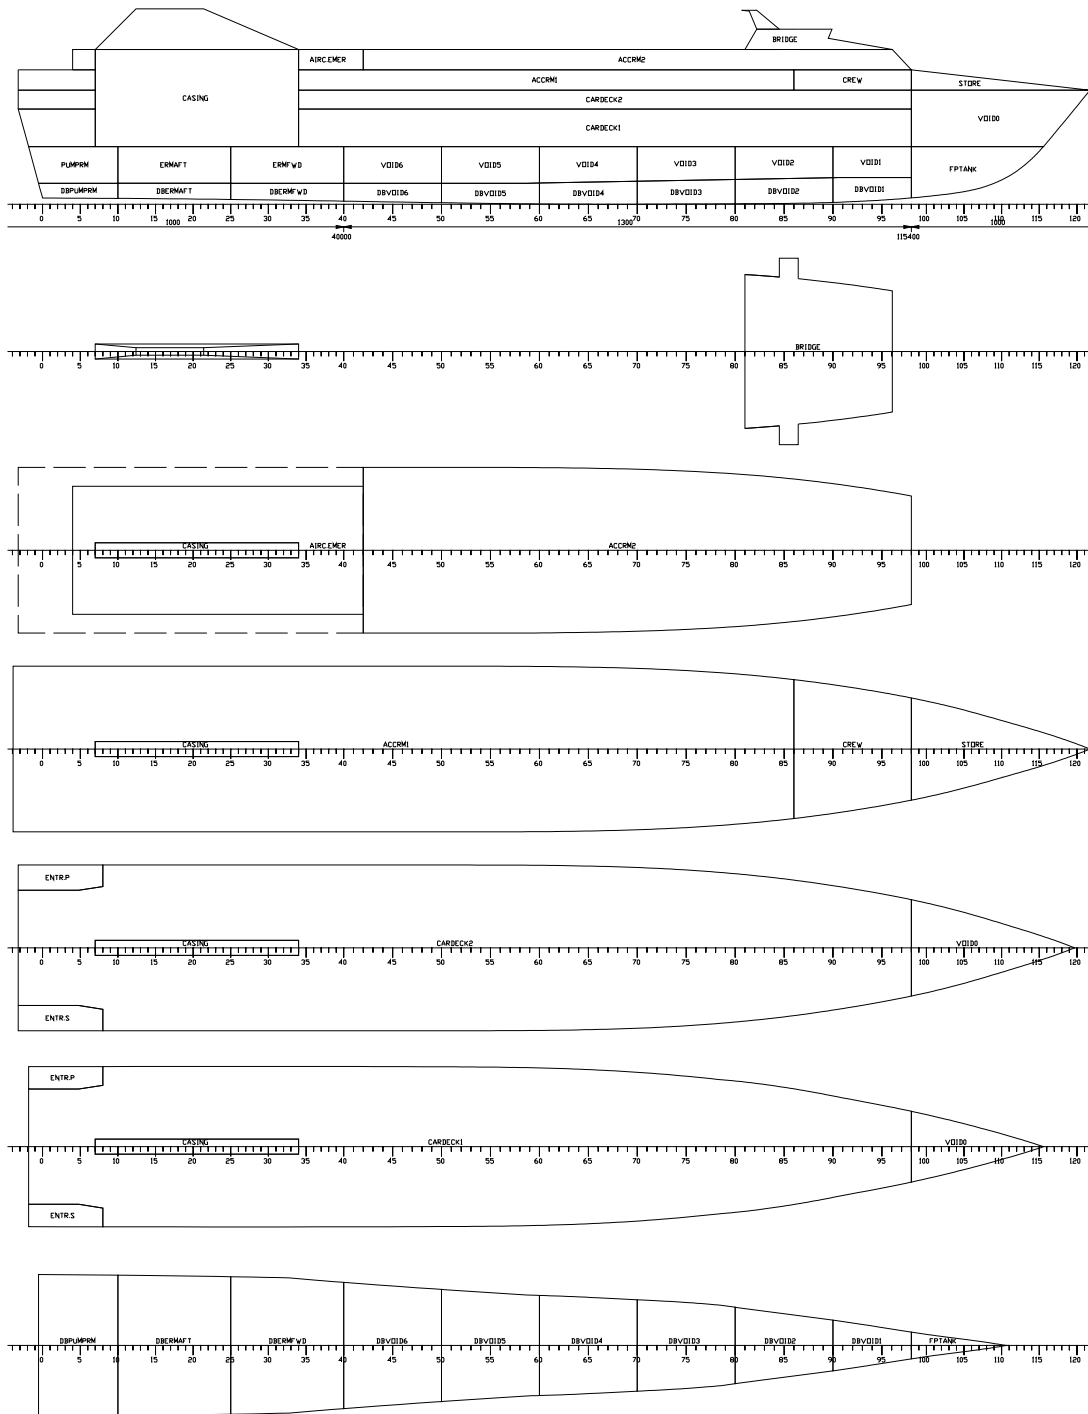 BRIDGE
AIRC.EMER ACCRM2
ACCRM1 CREW STORE
CASING CARDECK2
CARDECK1 VOID0
PUMPRM ERMAFT ERMFWD VOID6 VOID5 VOID4 VOID3 VOID2 VOID1 FPTANK
DBPUMPRM DBERMAFT DBERMFWD DBVOID6 DBVOID5 DBVOID4 DBVOID3 DBVOID2 DBVOID1
0 5 10 15 20 25 30 35 40 45 50 55 60 65 70 75 80 85 90 95 100 105 110 115 120
1000 1300 1000
40000 115400
BRIDGE
0 5 10 15 20 25 30 35 40 45 50 55 60 65 70 75 80 85 90 95 100 105 110 115 120
CASING AIRC.EMER ACCRM2
0 5 10 15 20 25 30 35 40 45 50 55 60 65 70 75 80 85 90 95 100 105 110 115 120
CASING ACCRM1 CREW STORE
0 5 10 15 20 25 30 35 40 45 50 55 60 65 70 75 80 85 90 95 100 105 110 115 120
ENTR.P
CASING CARDECK2 VOID0
0 5 10 15 20 25 30 35 40 45 50 55 60 65 70 75 80 85 90 95 100 105 110 115 120
ENTR.S
ENTR.P
CASING CARDECK1 VOID0
0 5 10 15 20 25 30 35 40 45 50 55 60 65 70 75 80 85 90 95 100 105 110 115 120
ENTR.S
DBPUMPRM DBERMAFT DBERMFWD DBVOID6 DBVOID5 DBVOID4 DBVOID3 DBVOID2 DBVOID1 FPTANK
0 5 10 15 20 25 30 35 40 45 50 55 60 65 70 75 80 85 90 95 100 105 110 115 120